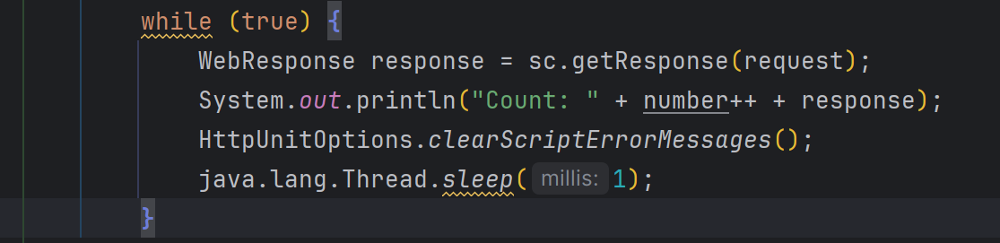 while (true) {
WebResponse response = sc.getResponse(request);
System.out.println("Count: " + number++ + response);
HttpUnitOptions.clearScriptErrorMessages();
java.lang.Thread.sleep( millis: 1);
}